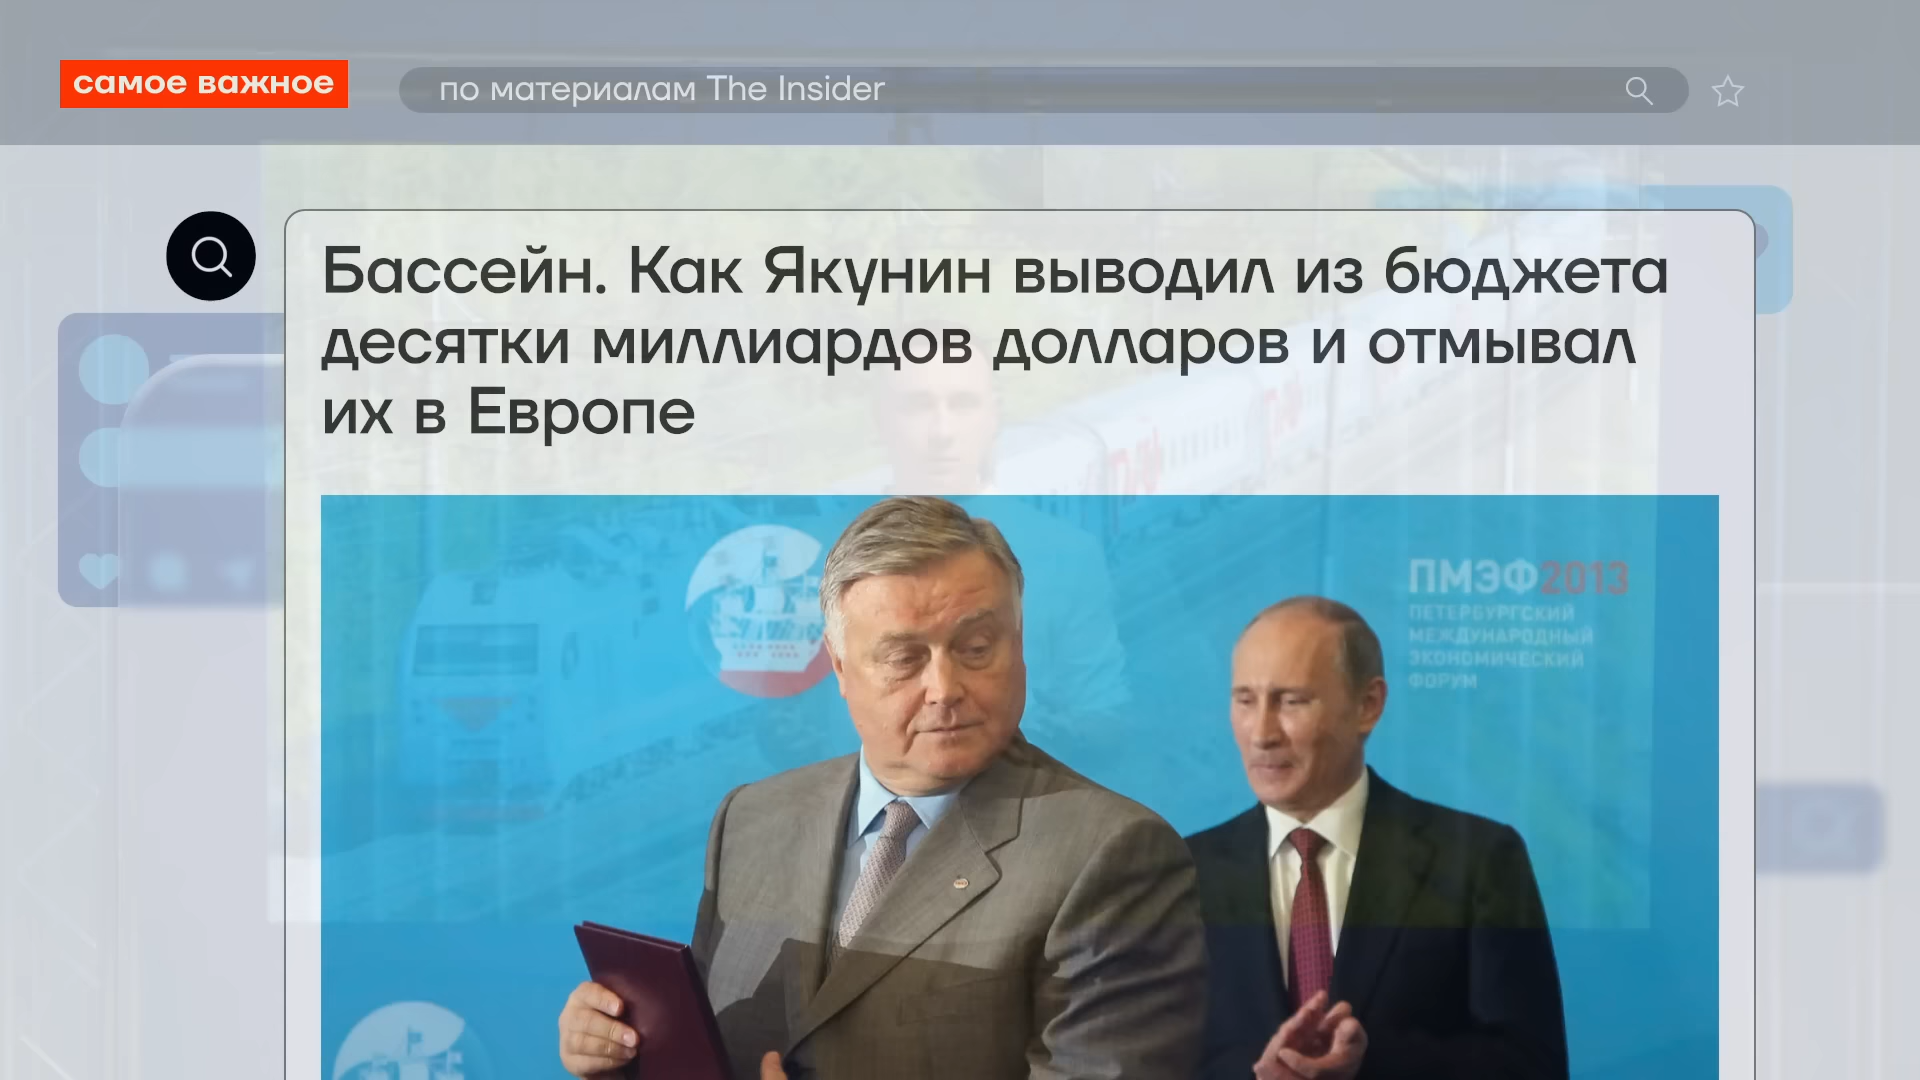 самое важное
по материалам The Insider
Бассейн. Как Якунин выводил из бюджета
десятки миллиардов долларов и отмывал
их в Европе
ПМЭФ2013
ПЕТЕРБУРГСКИЙ
МЕЖДУНАРОДНЫЙ
ЭКОНОМИЧЕСКИЙ
ФОРУМ